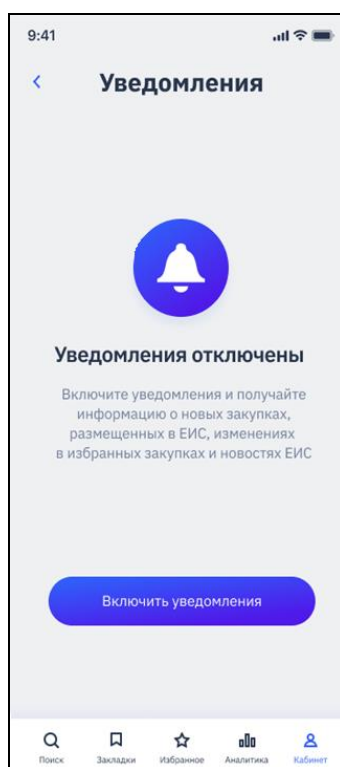 9:41
Уведомления
Уведомления отключены
Включите уведомления и получайте
информацию о новых закупках,
размещенных в ЕИС, изменениях
в избранных закупках и новостях ЕИС
Включить уведомления
Поиск Закладки Избранное Аналитика Кабинет